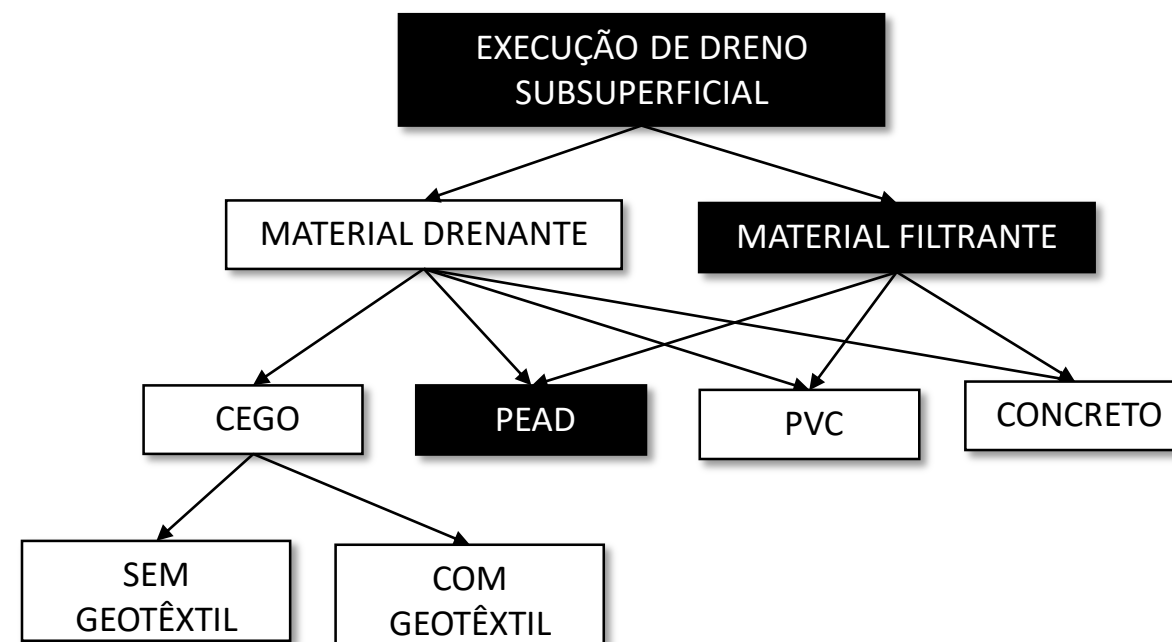 EXECUÇÃO DE DRENO
SUBSUPERFICIAL
MATERIAL DRENANTE
MATERIAL FILTRANTE
CEGO
PEAD
PVC
CONCRETO
SEM
GEOTÊXTIL
COM
GEOTÊXTIL